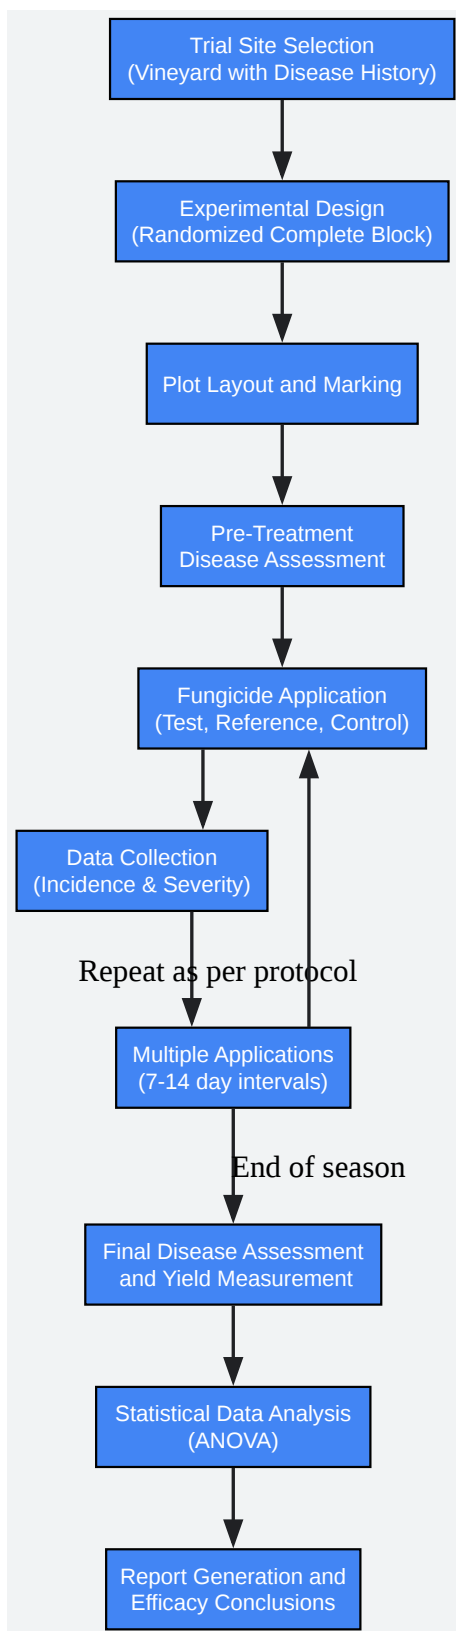 Trial Site Selection
(Vineyard with Disease History)
Experimental Design
(Randomized Complete Block)
Plot Layout and Marking
Pre-Treatment
Disease Assessment
Fungicide Application
(Test, Reference, Control)
Data Collection
(Incidence & Severity)
Repeat as per protocol
Multiple Applications
(7-14 day intervals)
End of season
Final Disease Assessment
and Yield Measurement
Statistical Data Analysis
(ANOVA)
Report Generation and
Efficacy Conclusions